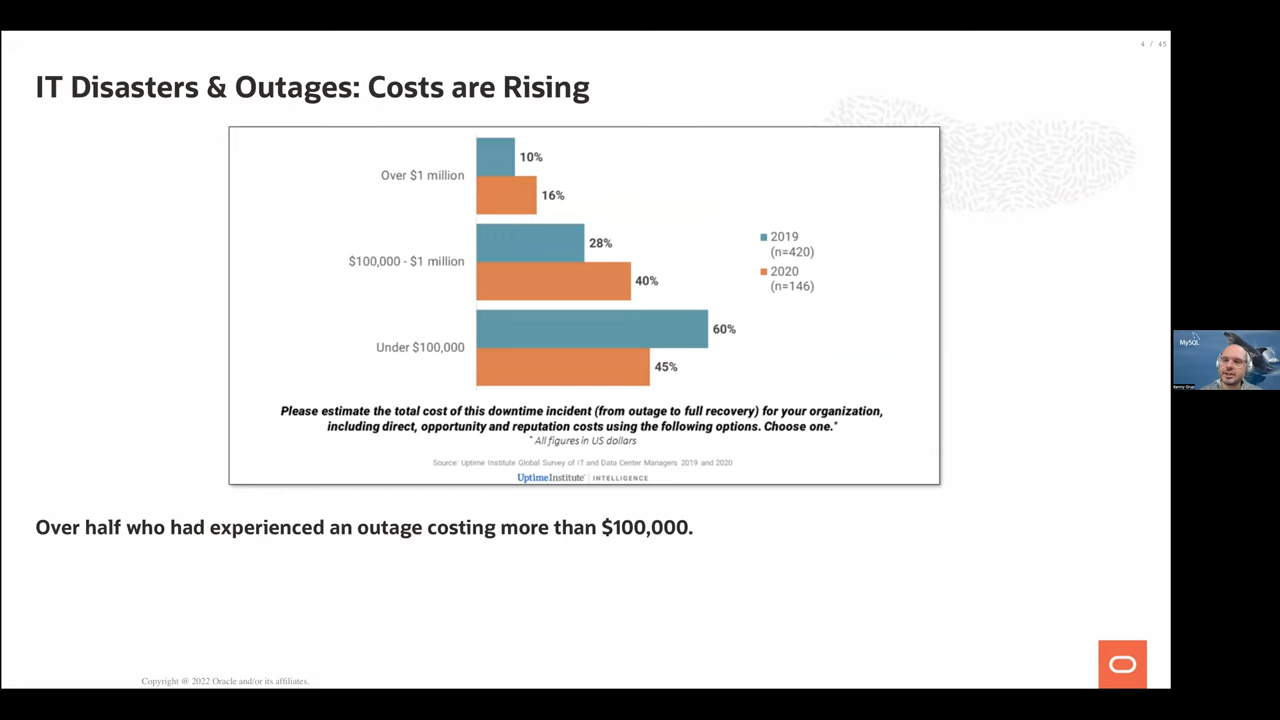 4 / 45
IT Disasters & Outages: Costs are Rising
Over $1 million
10%
16%
$100,000 - $1 million
28%
40%
Under $100,000
60%
45%
2019
(n=420)
2020
(n=146)
Please estimate the total cost of this downtime incident (from outage to full recovery) for your organization,
including direct, opportunity and reputation costs using the following options. Choose one.*
* All figures in US dollars
Source: Uptime Institute Global Survey of IT and Data Center Managers 2019 and 2020
UptimeInstitute | INTELLIGENCE
Over half who had experienced an outage costing more than $100,000.
Copyright @ 2022 Oracle and/or its affiliates.
MySQL